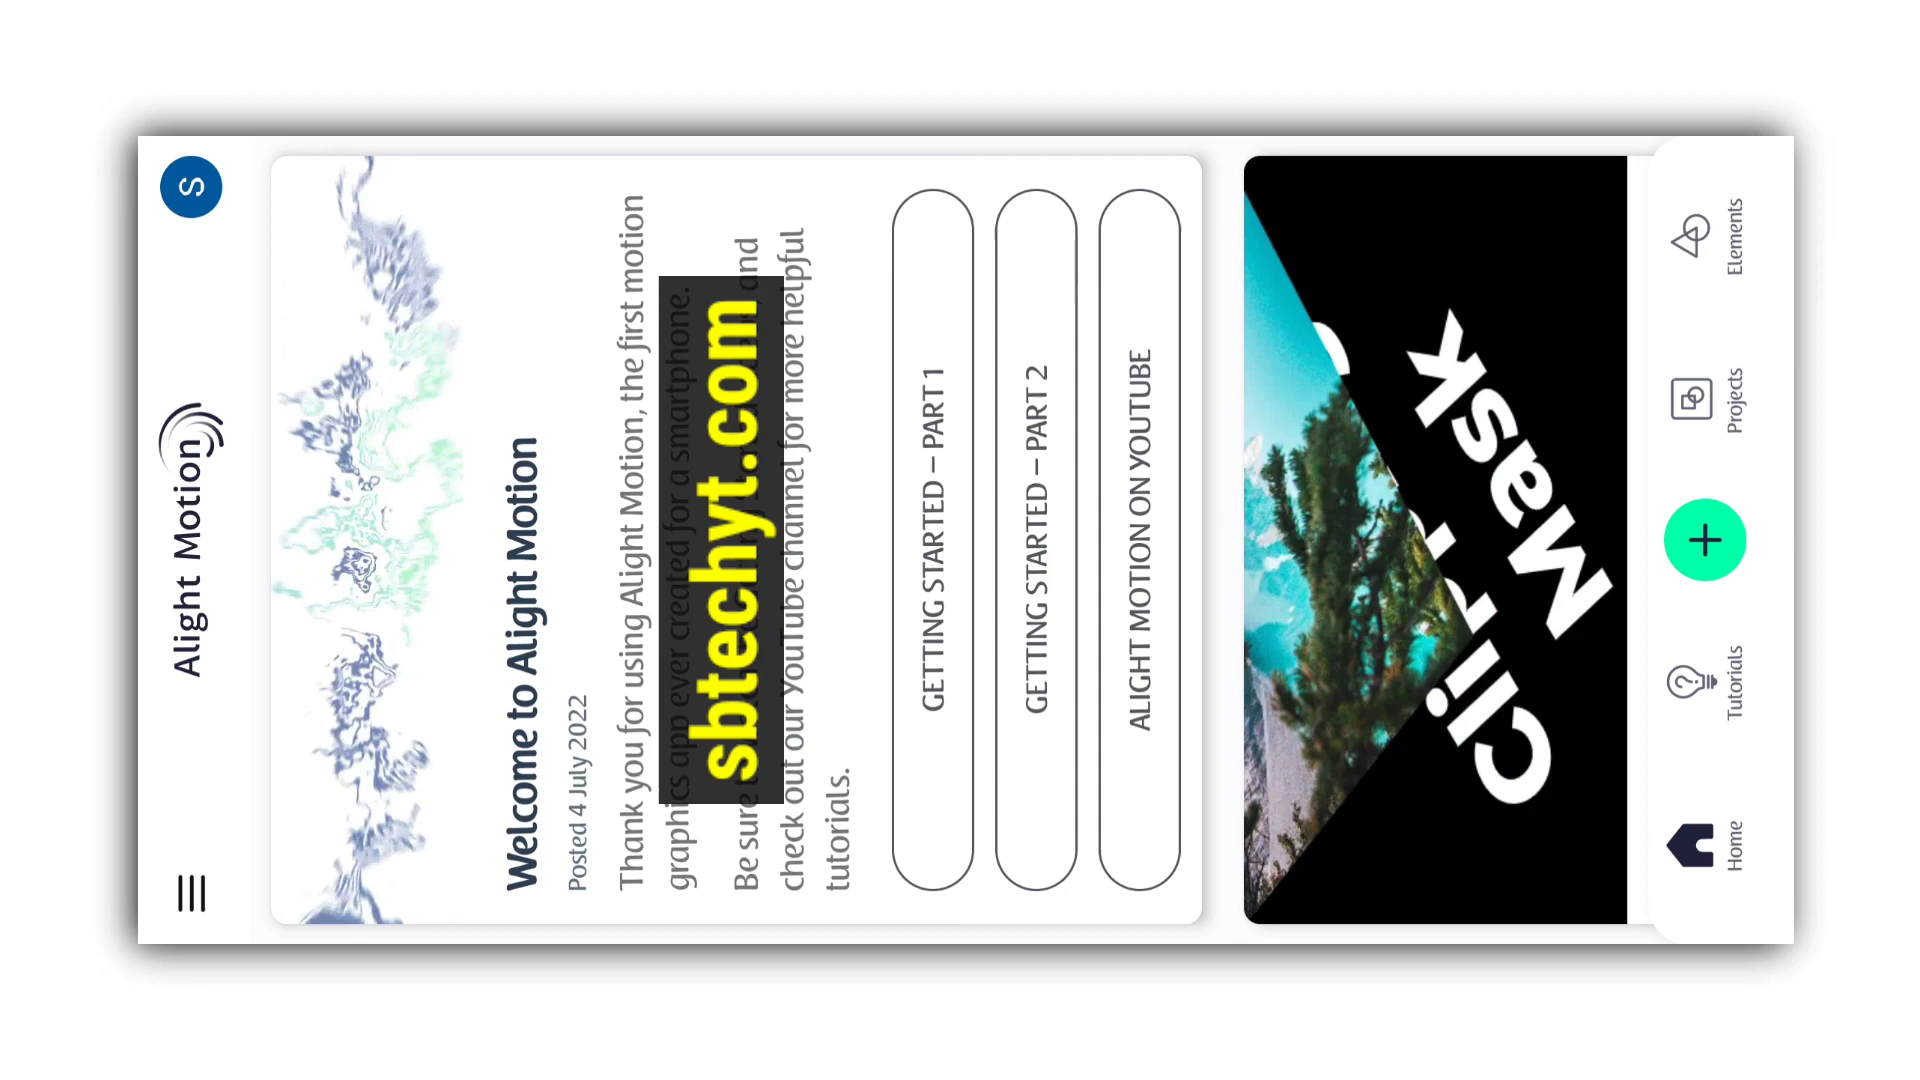 Alight Motion
S
Welcome to Alight Motion
Posted 4 July 2022
Thank you for using Alight Motion, the first motion
graphics app ever created for a smartphone.
Be sure and
check out our YouTube channel for more helpful
tutorials.
sbtechyt.com
GETTING STARTED – PART 1
GETTING STARTED – PART 2
ALIGHT MOTION ON YOUTUBE
Mask
Home
Tutorials
Projects
Elements